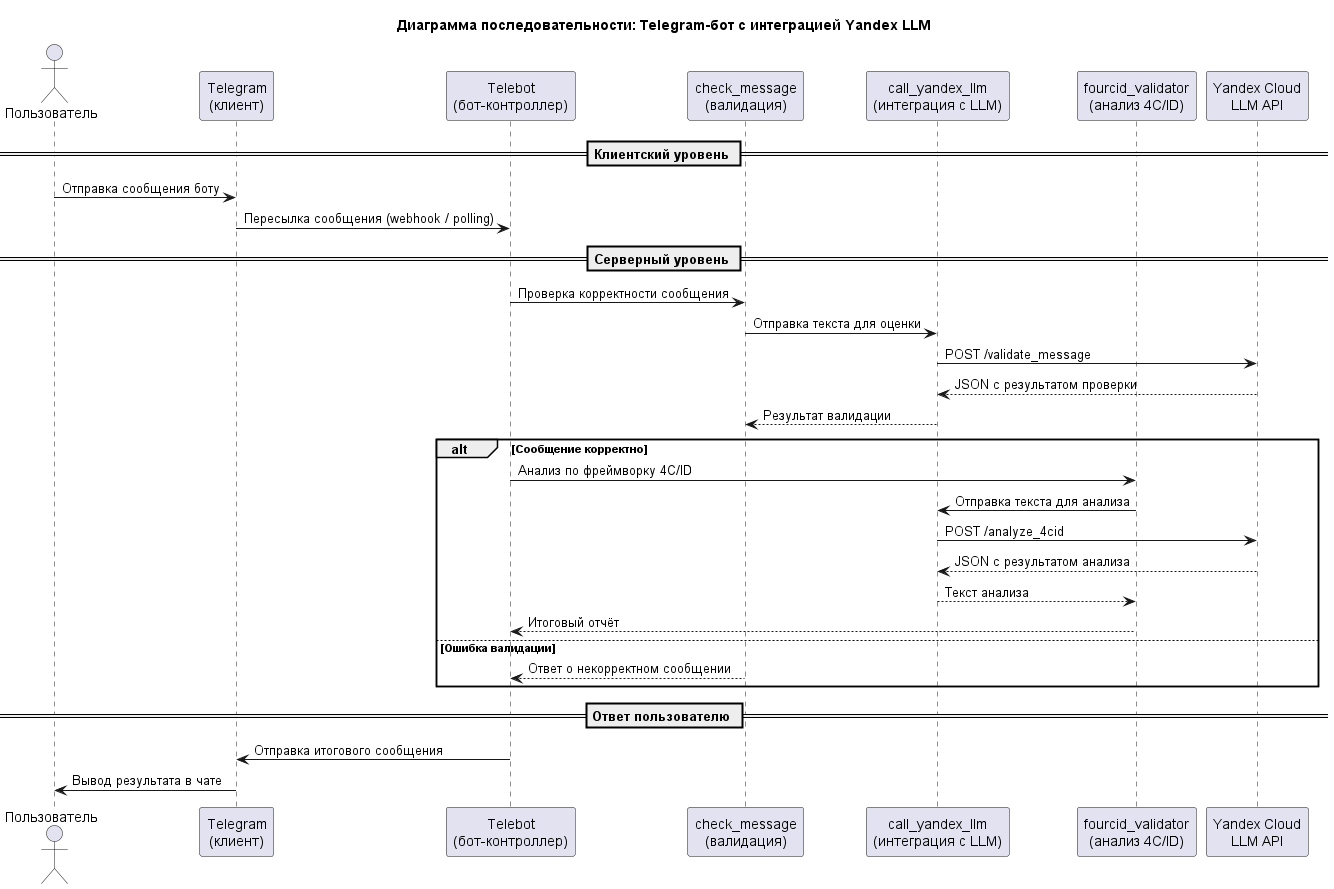 Диаграмма последовательности: Telegram-бот с интеграцией Yandex LLM
Пользователь
Telegram
(клиент)
Telebot
(бот-контроллер)
check_message
(валидация)
call_yandex_llm
(интеграция с LLM)
fourcid_validator
(анализ 4C/ID)
Yandex Cloud
LLM API
Клиентский уровень
Отправка сообщения боту
Пересылка сообщения (webhook / polling)
Серверный уровень
Проверка корректности сообщения
Отправка текста для оценки
POST /validate_message
JSON с результатом проверки
Результат валидации
alt
[Сообщение корректно]
Анализ по фреймворку 4C/ID
Отправка текста для анализа
POST /analyze_4cid
JSON с результатом анализа
Текст анализа
Итоговый отчёт
[Ошибка валидации]
Ответ о некорректном сообщении
Ответ пользователю
Отправка итогового сообщения
Вывод результата в чате
Пользователь
Telegram
(клиент)
Telebot
(бот-контроллер)
check_message
(валидация)
call_yandex_llm
(интеграция с LLM)
fourcid_validator
(анализ 4C/ID)
Yandex Cloud
LLM API